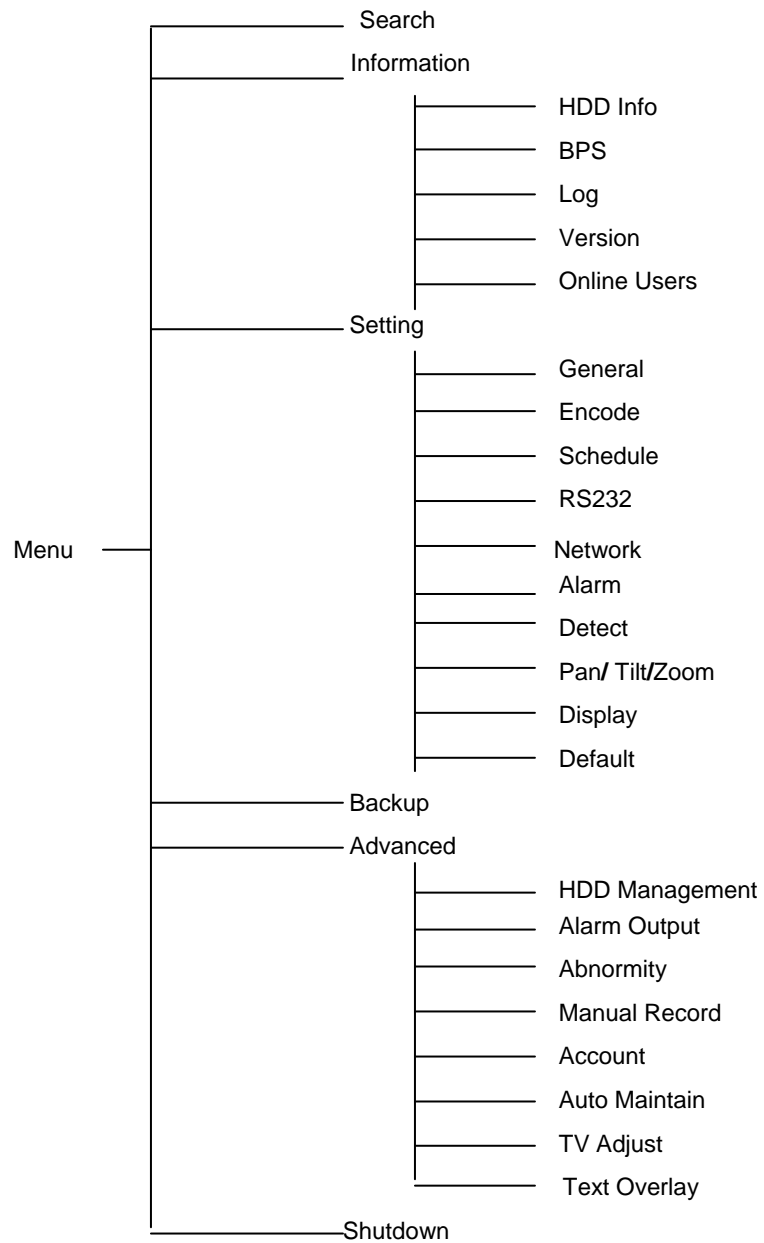 Search
Information
HDD Info
BPS
Log
Version
Online Users
Setting
General
Encode
Schedule
RS232
Menu
Network
Alarm
Detect
Pan/ Tilt/Zoom
Display
Default
Backup
Advanced
HDD Management
Alarm Output
Abnormity
Manual Record
Account
Auto Maintain
TV Adjust
Text Overlay
Shutdown